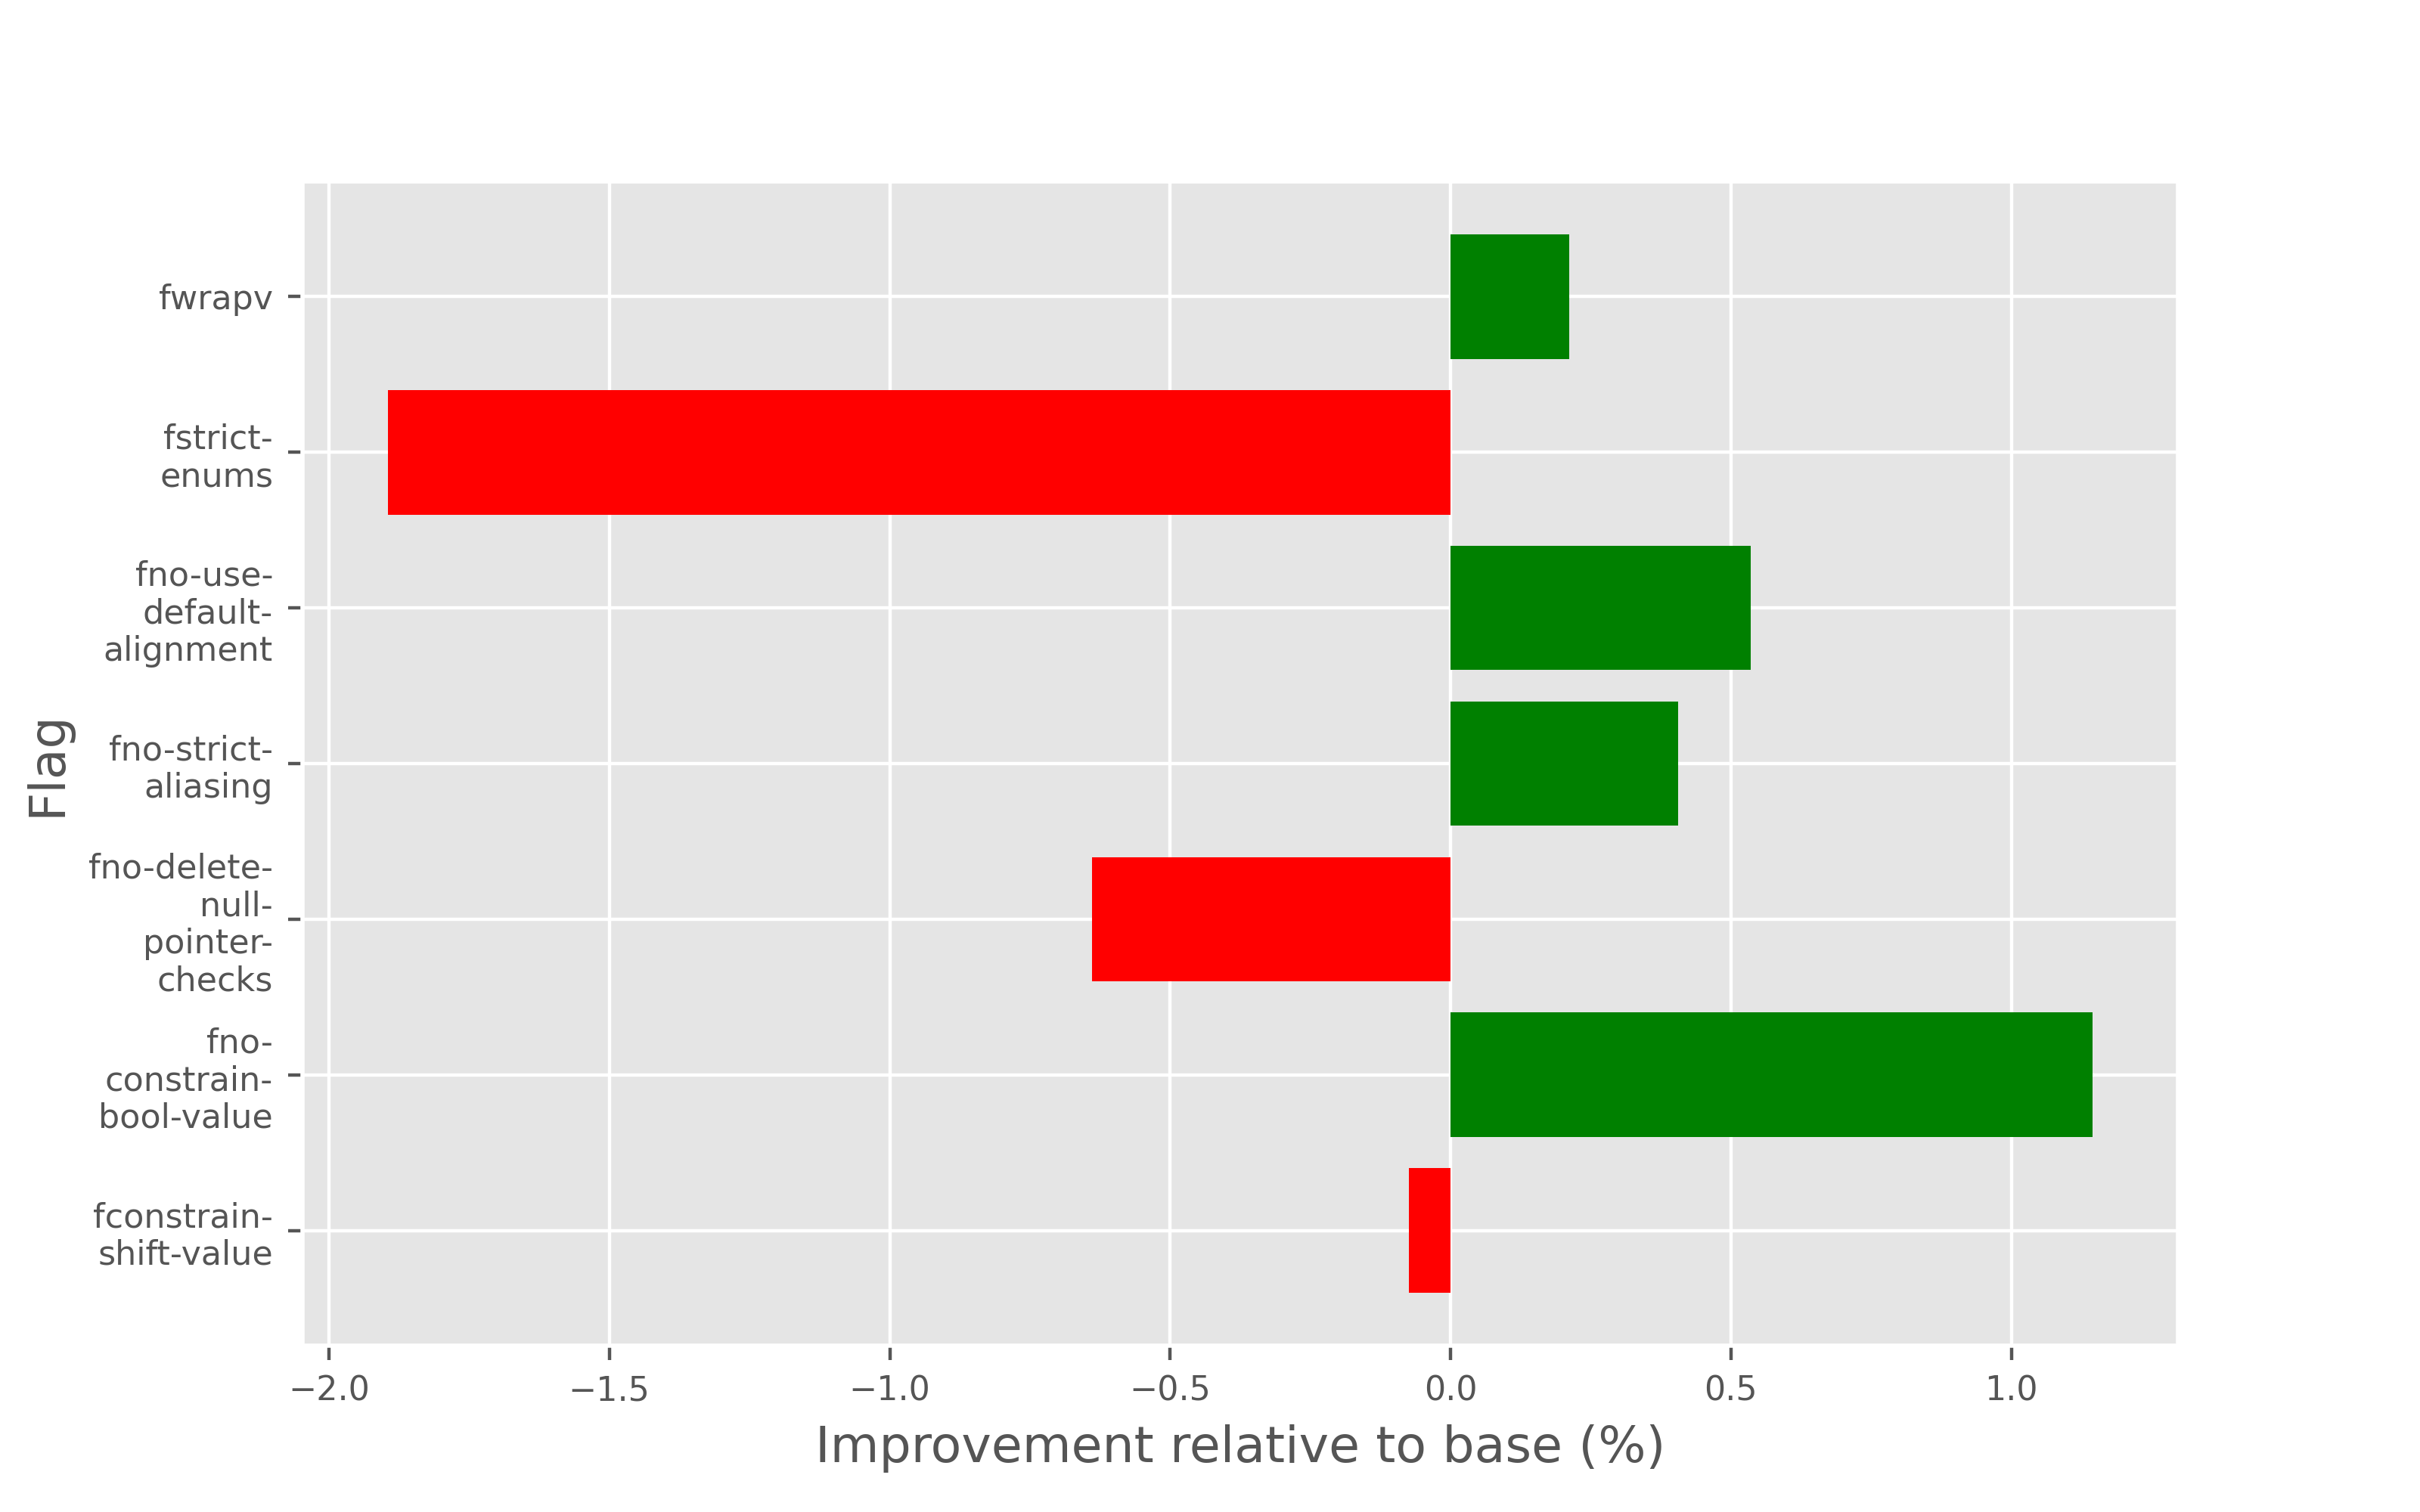 fwrapv
fstrict-
enums
fno-use-
default-
alignment
fno-strict-
aliasing
fno-delete-
null-
pointer-
checks
fno-
constrain-
bool-value
fconstrain-
shift-value
Flag
−2.0 −1.5 −1.0 −0.5 0.0 0.5 1.0
Improvement relative to base (%)